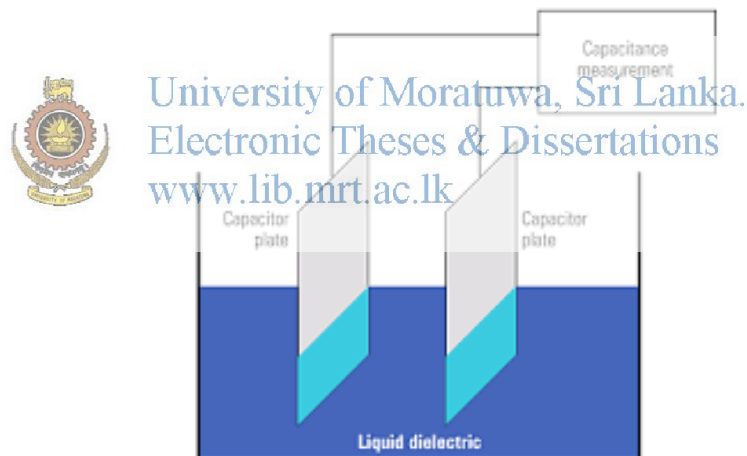 Capacitance
measurement
University of Moratuwa, Sri Lanka.
Electronic Theses & Dissertations
www.lib.mrt.ac.lk
Capacitor
plate
Capacitor
plate
Liquid dielectric